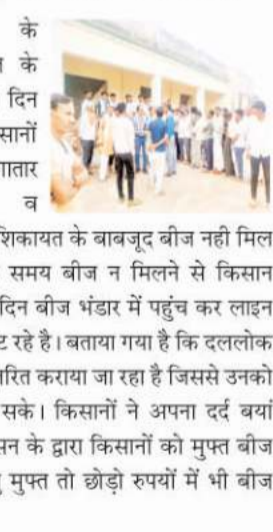 के
के
दिन
सानों
गातार
व
शिकायत के बाबजूद बीज नही मिल
समय बीज न मिलने से किसान
दिन बीज भंडार में पहुंच कर लाइन
रहे है। बताया गया है कि दललोक
तरित कराया जा रहा है जिससे उनको
सके। किसानों ने अपना दर्द बयां
सन के द्वारा किसानों को मुफ्त बीज
मुफ्त तो छोड़ो रुपयों में भी बीज